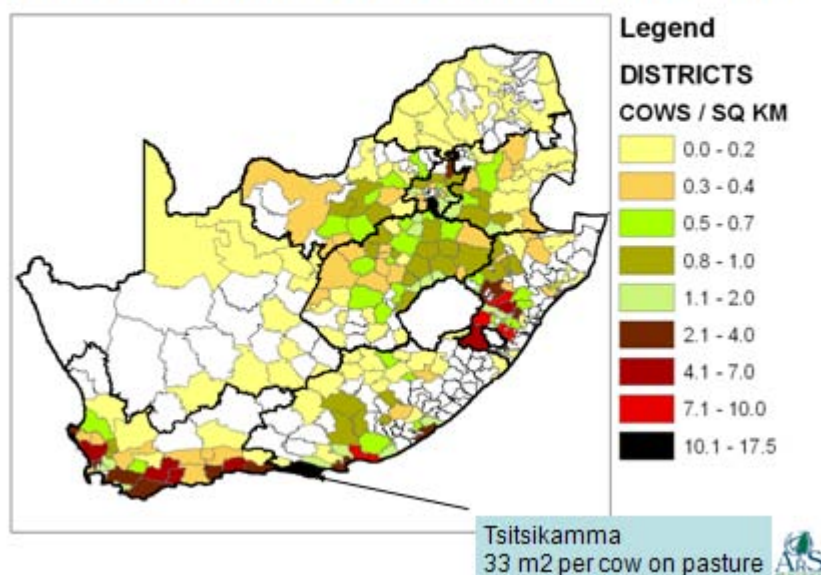 Legend
DISTRICTS
COWS / SQ KM
0.0 - 0.2
0.3 - 0.4
0.5 - 0.7
0.8 - 1.0
1.1 - 2.0
2.1 - 4.0
4.1 - 7.0
7.1 - 10.0
10.1 - 17.5
Tsitsikamma
33 m2 per cow on pasture
ARS